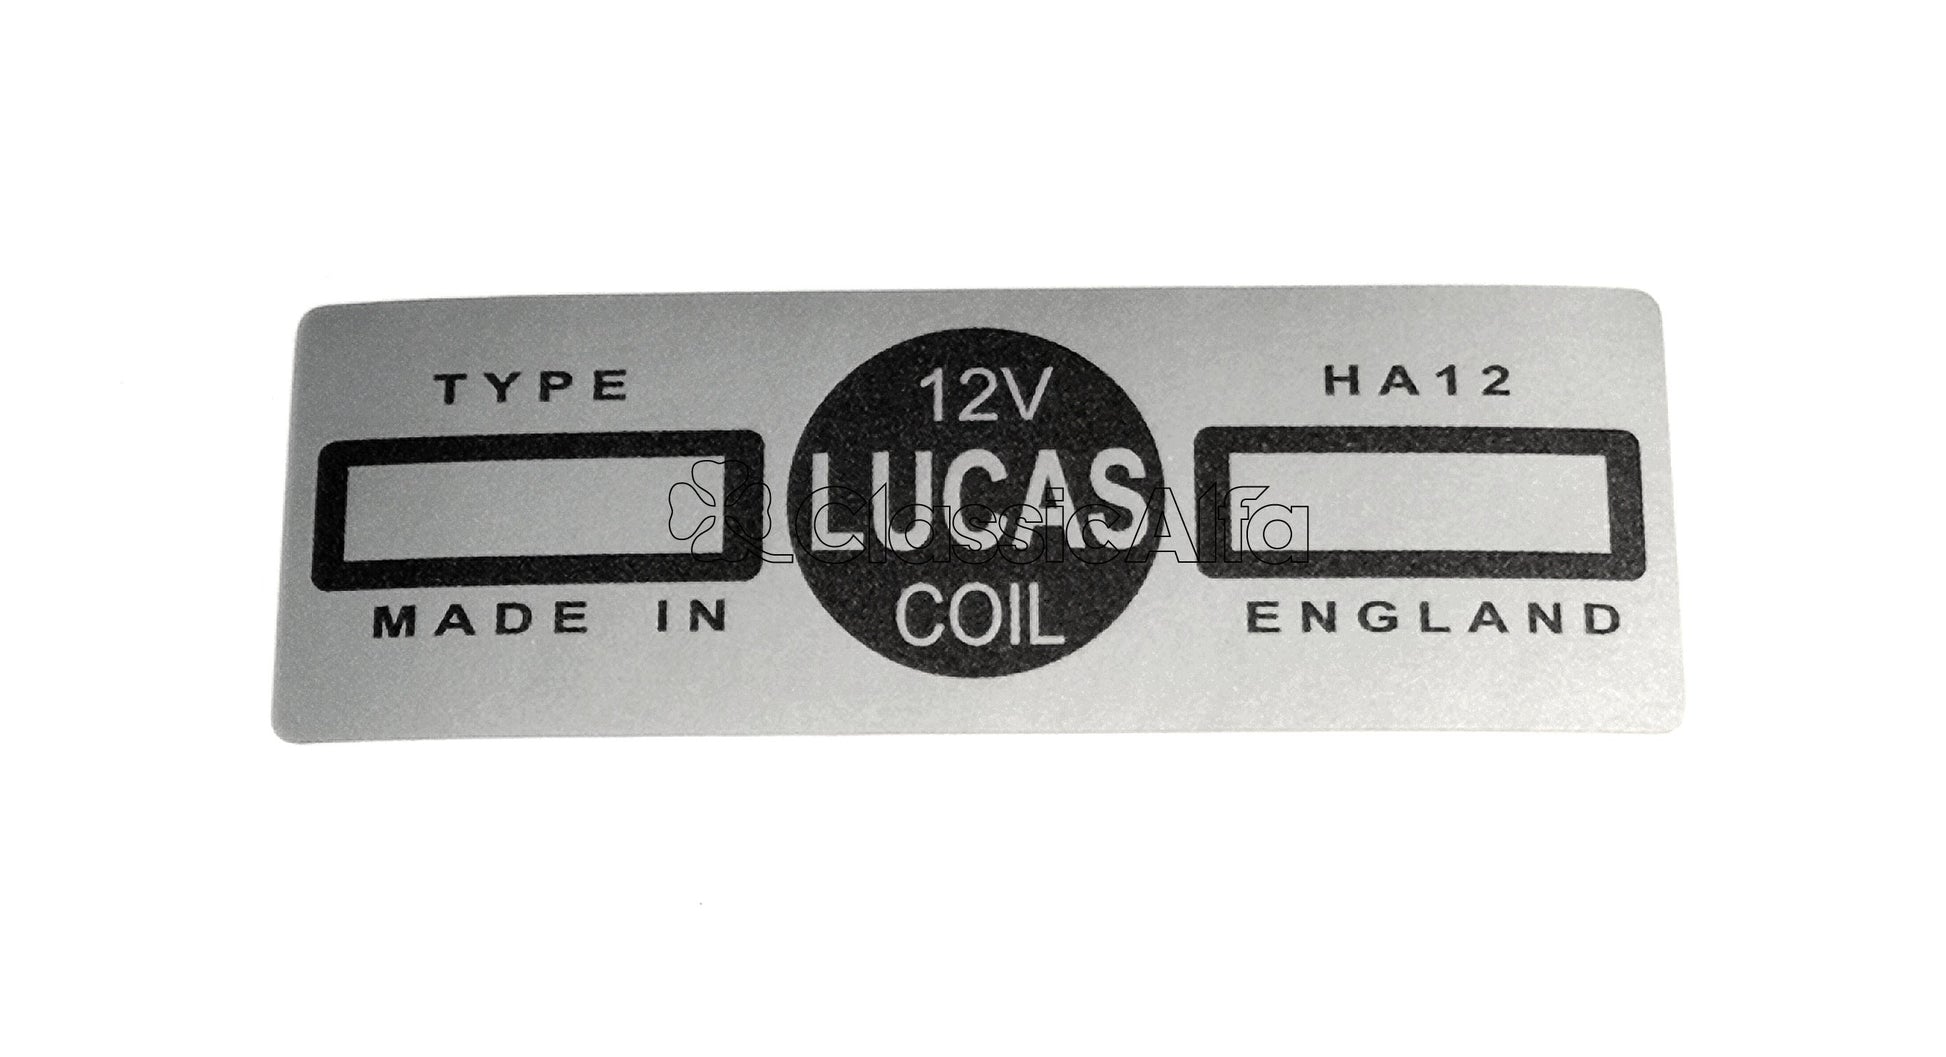 TYPE
12V
HA12
LUCAS
ClassicAlfa
MADE IN
COIL
ENGLAND